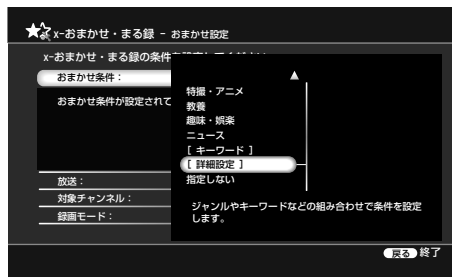 x-おまかせ・まる録 - おまかせ設定
x-おまかせ・まる録の条件
おまかせ条件：
おまかせ条件が設定されて
特撮・アニメ
教養
趣味・娯楽
ニュース
[ キーワード ]
[ 詳細設定 ]
指定しない
ジャンルやキーワードなどの組み合わせで条件を設定
します。
放送：
対象チャンネル：
録画モード：
戻る 終了